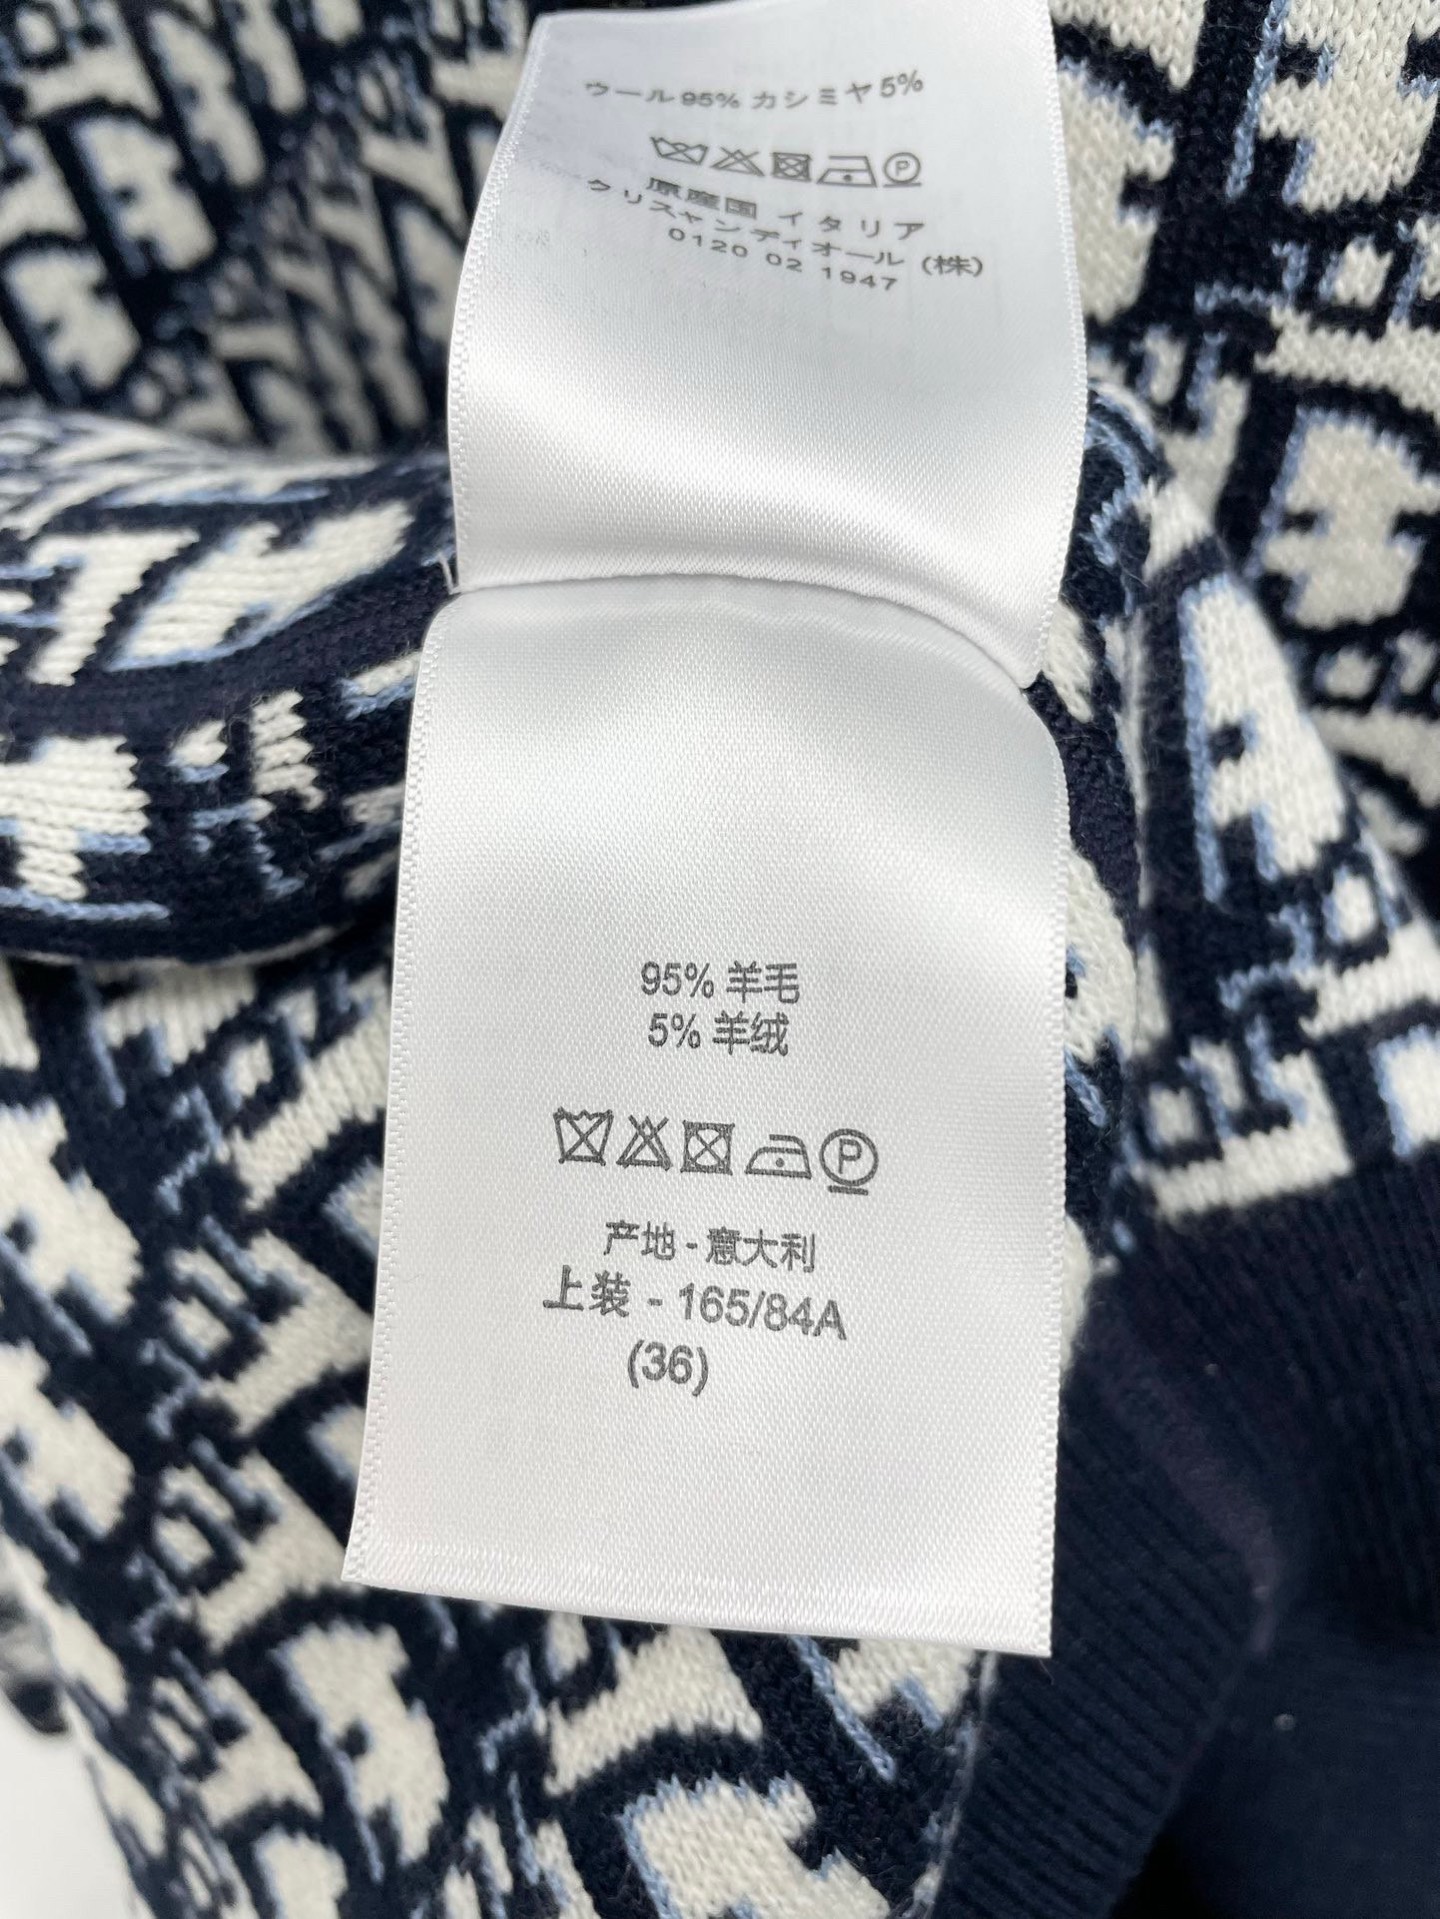 ウール95% カシミヤ5%
原産国 イタリア
クリスチャン ディオール (株)
0120 02 1947
95% 羊毛
5% 羊绒
P
产地 - 意大利
上装 - 165/84A
(36)